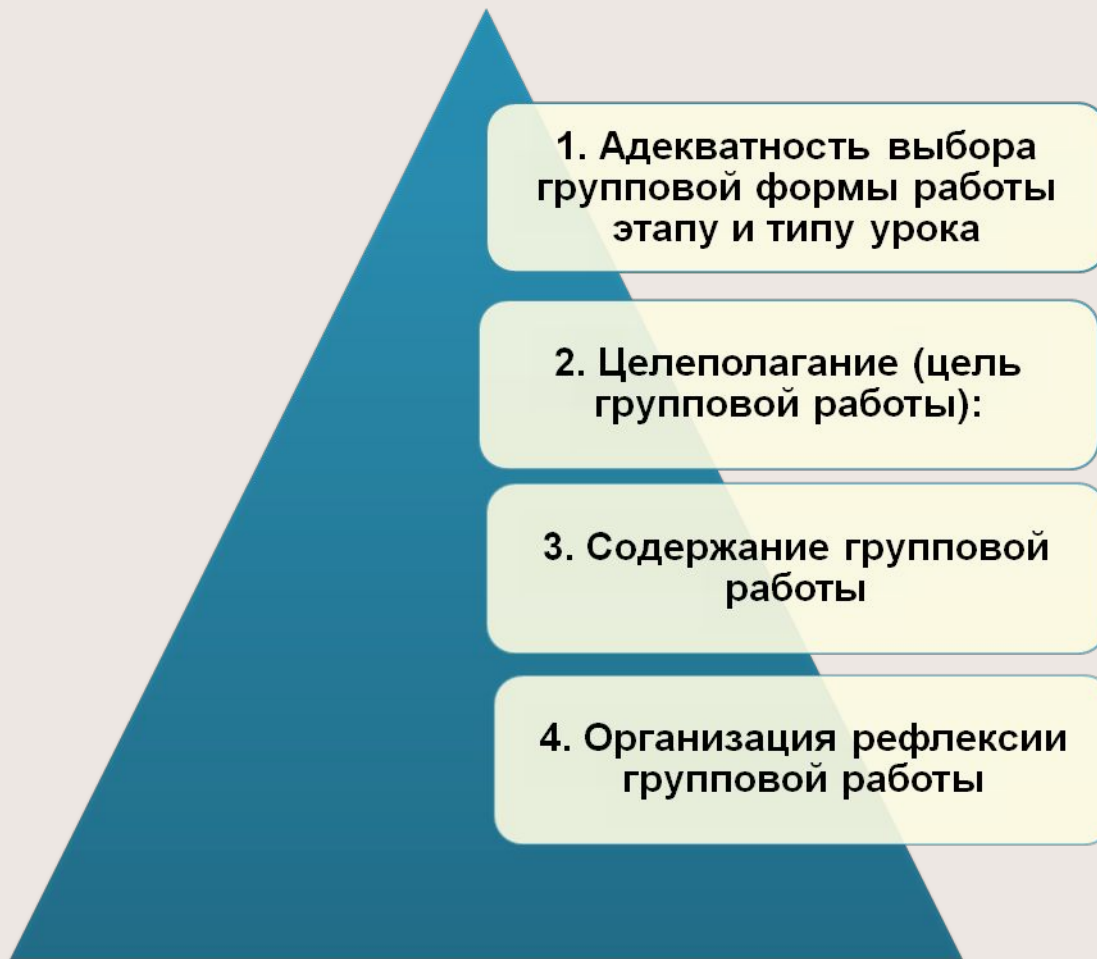 1. Адекватность выбора
групповой формы работы
этапу и типу урока
2. Целеполагание (цель
групповой работы):
3. Содержание групповой
работы
4. Организация рефлексии
групповой работы